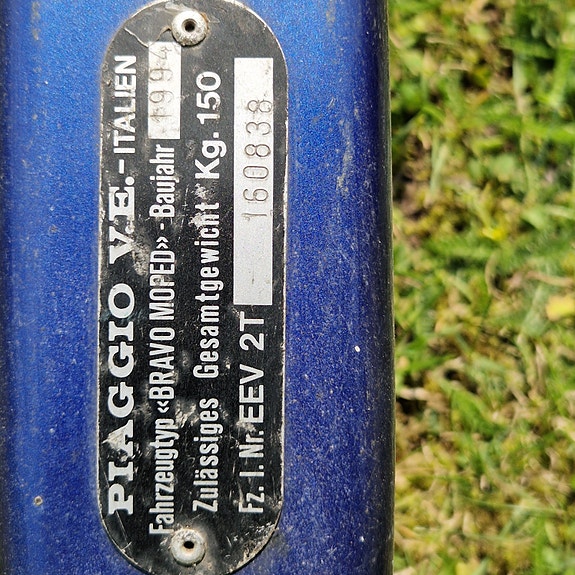 PIAGGIO V.E.-ITALIEN
Fahrzeugtyp «BRAVO MOPED» - Baujahr 1994
Zulässiges Gesamtgewicht Kg. 150
Fz. I. Nr. EEV 2T 160838